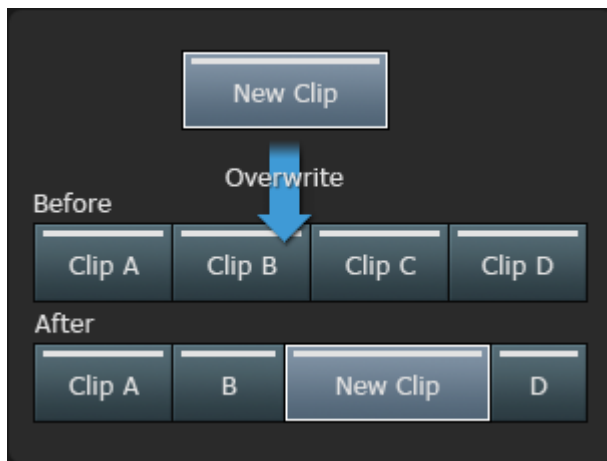 New Clip
Overwrite
Before
Clip A Clip B Clip C Clip D
After
Clip A B New Clip D